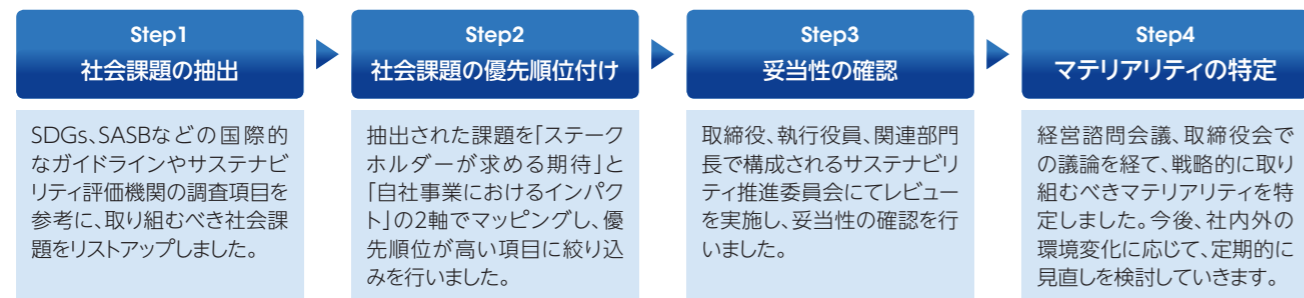 Step1
社会課題の抽出
SDGs、SASBなどの国際的
なガイドラインやサステナビ
リティ評価機関の調査項目を
参考に、取り組むべき社会課
題をリストアップしました。
Step2
社会課題の優先順位付け
抽出された課題を「ステーク
ホルダーが求める期待」と
「自社事業におけるインパク
ト」の2軸でマッピングし、優
先順位が高い項目に絞り込
みを行いました。
Step3
妥当性の確認
取締役、執行役員、関連部門
長で構成されるサステナビリ
ティ推進委員会にてレビュー
を実施し、妥当性の確認を行
いました。
Step4
マテリアリティの特定
経営諮問会議、取締役会で
の議論を経て、戦略的に取り
組むべきマテリアリティを特
定しました。今後、社内外の
環境変化に応じて、定期的に
見直しを検討していきます。